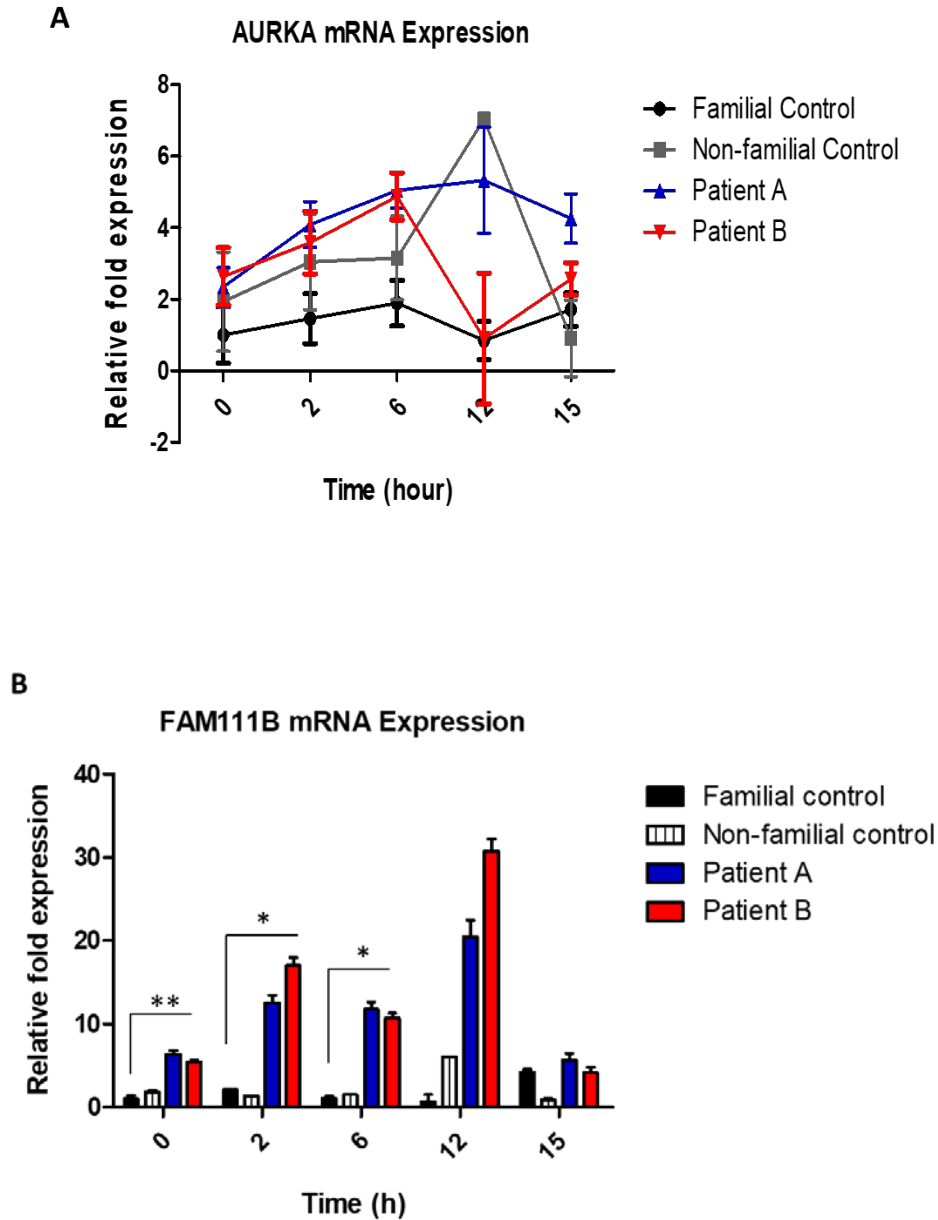 A
AURKA mRNA Expression
Relative fold expression
8
6
4
2
0
-2
0
2
6
12
15
Time (hour)
Familial Control
Non-familial Control
Patient A
Patient B
B
FAM111B mRNA Expression
Relative fold expression
40
30
20
10
0
**
*
*
0
2
6
12
15
Time (h)
Familial control
Non-familial control
Patient A
Patient B